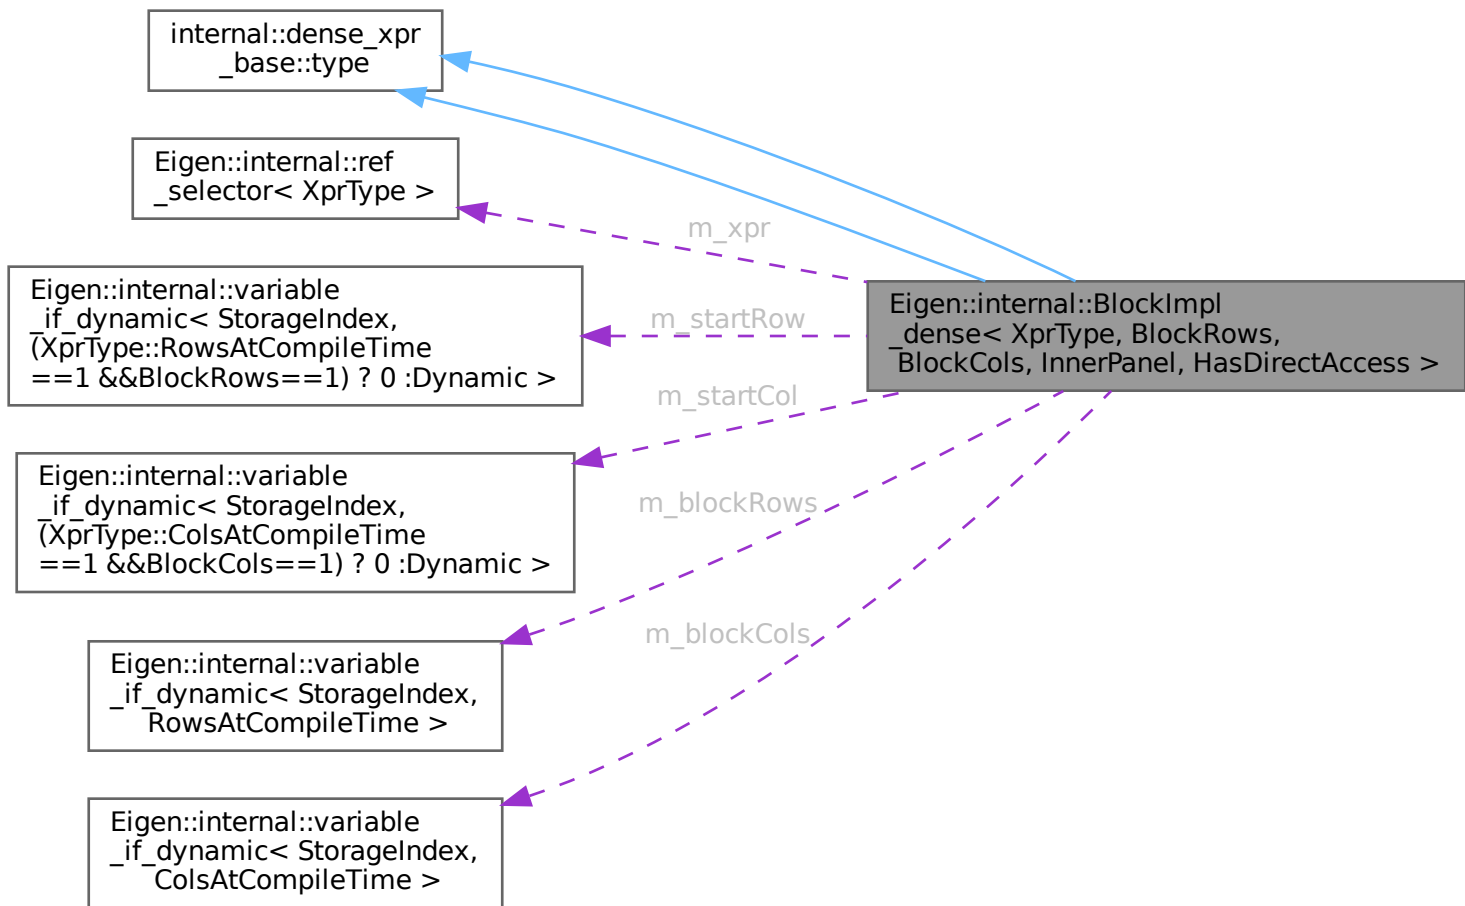 internal::dense_xpr
_base::type
Eigen::internal::ref
_selector< XprType >
m_xpr
Eigen::internal::variable
_if_dynamic< StorageIndex,
(XprType::RowsAtCompileTime
==1 &&BlockRows==1) ? 0 :Dynamic >
m_startRow
Eigen::internal::BlockImpl
_dense< XprType, BlockRows,
BlockCols, InnerPanel, HasDirectAccess >
m_startCol
Eigen::internal::variable
_if_dynamic< StorageIndex,
(XprType::ColsAtCompileTime
==1 &&BlockCols==1) ? 0 :Dynamic >
m_blockRows
Eigen::internal::variable
_if_dynamic< StorageIndex,
RowsAtCompileTime >
m_blockCols
Eigen::internal::variable
_if_dynamic< StorageIndex,
ColsAtCompileTime >